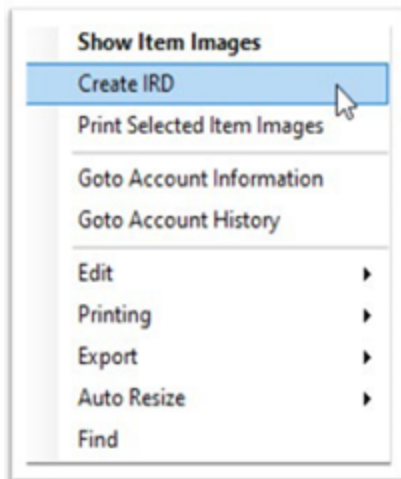 Show Item Images
Create IRD
Print Selected Item Images
Goto Account Information
Goto Account History
Edit
Printing
Export
Auto Resize
Find